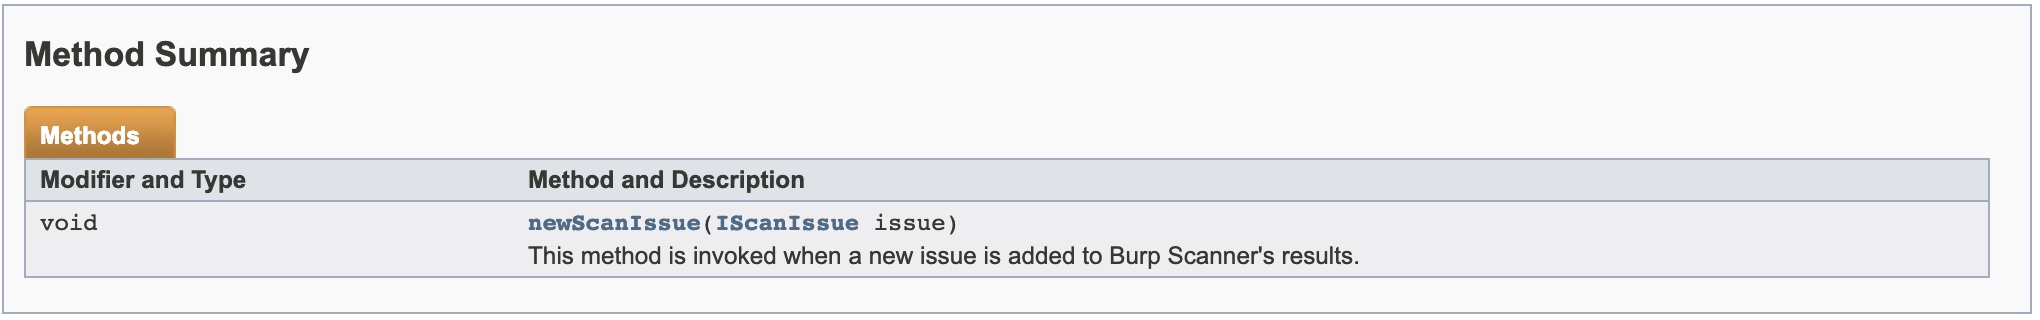 Method Summary
Methods
Modifier and Type Method and Description
void newScanIssue(IScanIssue issue)
This method is invoked when a new issue is added to Burp Scanner's results.